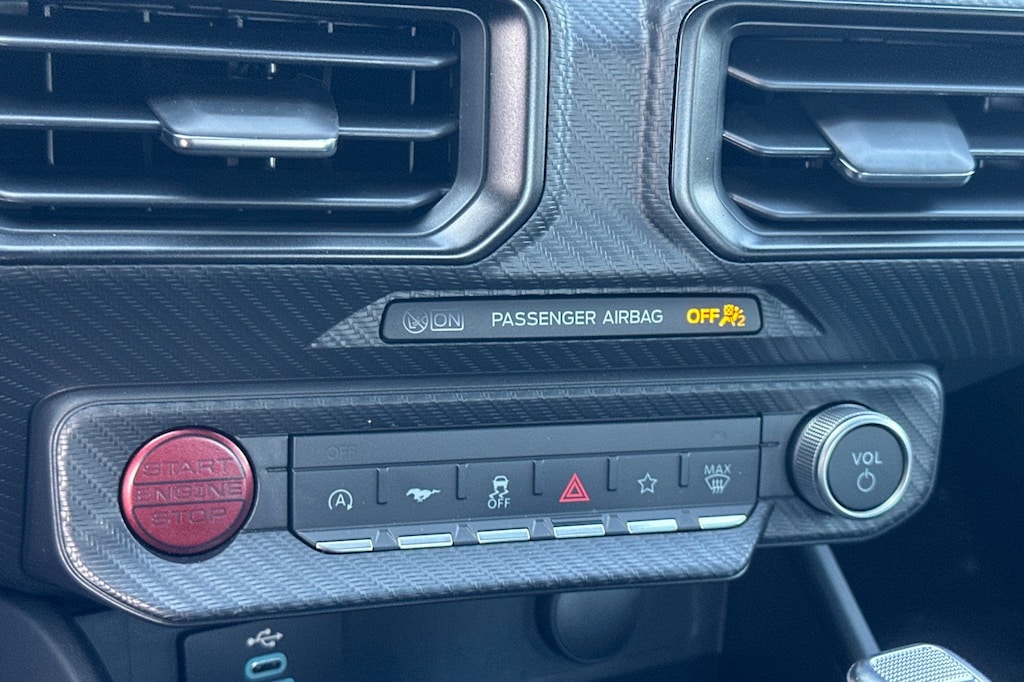 ON PASSENGER AIRBAG OFF 2
START
ENGINE
STOP
OFF
A
OFF
MAX
VOL